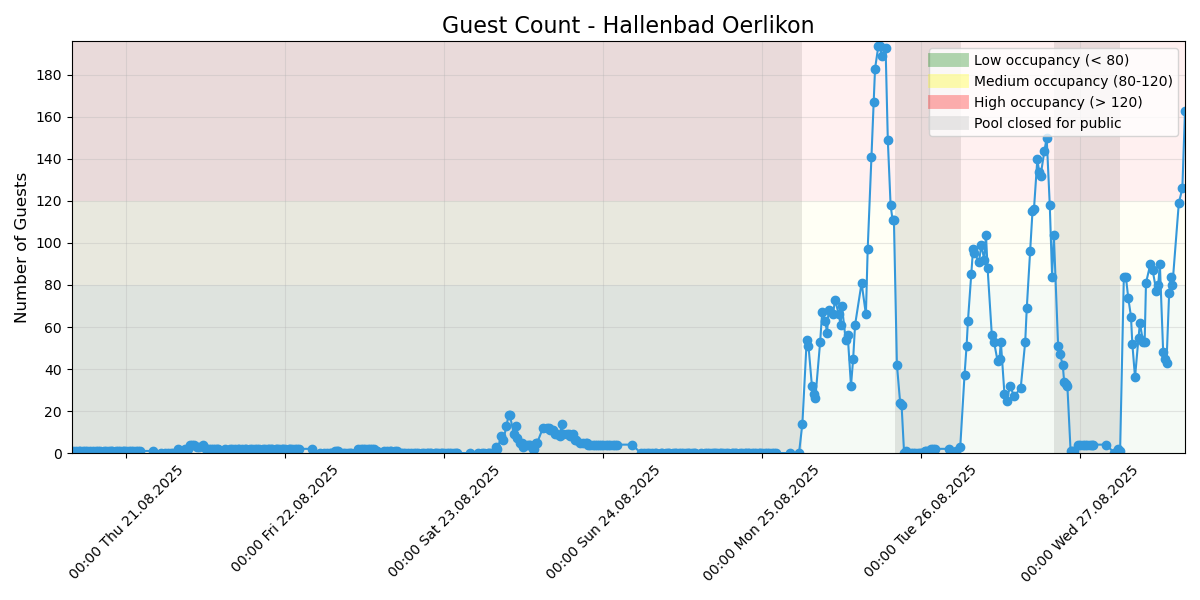 Guest Count - Hallenbad Oerlikon
Low occupancy (< 80)
Medium occupancy (80-120)
High occupancy (> 120)
Pool closed for public
Number of Guests
180
160
140
120
100
80
60
40
20
0
00:00 Thu 21.08.2025
00:00 Fri 22.08.2025
00:00 Sat 23.08.2025
00:00 Sun 24.08.2025
00:00 Mon 25.08.2025
00:00 Tue 26.08.2025
00:00 Wed 27.08.2025